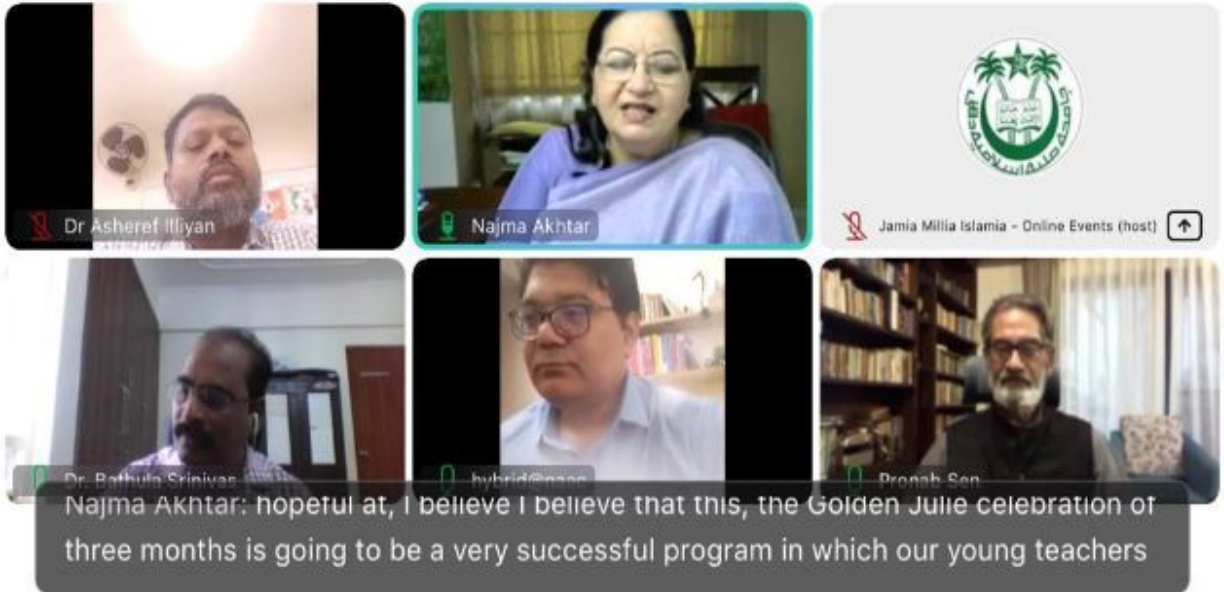 Dr Asheref Illiyan
Najma Akhtar
Jamia Millia Islamia - Online Events (host)
Dr. Bathula Srinivas
hybrid@naac
Pronab Sen
Najma Akhtar: hopeful at, I believe I believe that this, the Golden Julie celebration of
three months is going to be a very successful program in which our young teachers